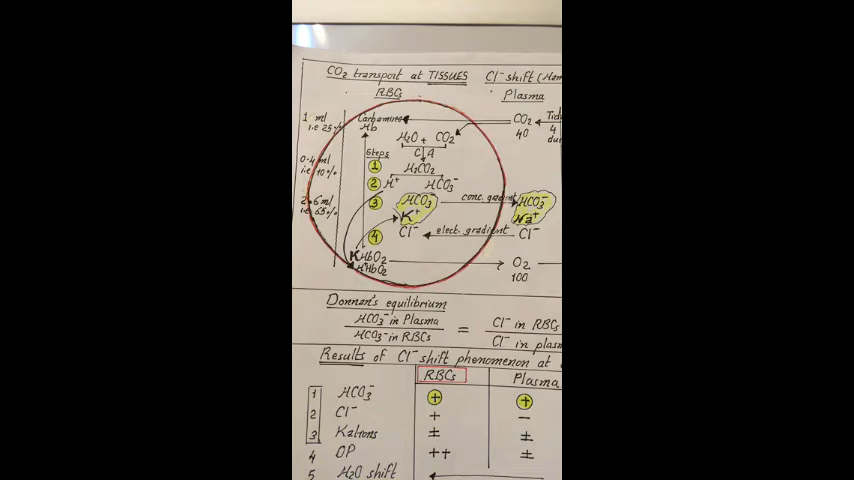 CO2 transport at TISSUES Cl⁻ shift (Ham
RBCs Plasma
1 ml
i.e 25%
Carbamino
Hb
CO2
40
Tid
4
du
H2O + CO2
C A
Steps
0.4 ml
i.e 10%
1
H2CO2
2 H⁺ HCO3⁻
2.6 ml
i.e 65%
3 HCO3⁻ conc. gradient HCO3⁻
K⁺ Na⁺
4 Cl⁻ elect. gradient Cl⁻
KHbO2 O2
H⁺HbO2 100
Donnan's equilibrium
HCO3⁻ in Plasma = Cl⁻ in RBCs
HCO3⁻ in RBCs Cl⁻ in plasm
Results of Cl⁻ shift phenomenon at
RBCs Plasma
1 HCO3⁻ + +
2 Cl⁻ + −
3 Kations ± ±
4 OP ++ ±
5 H2O shift